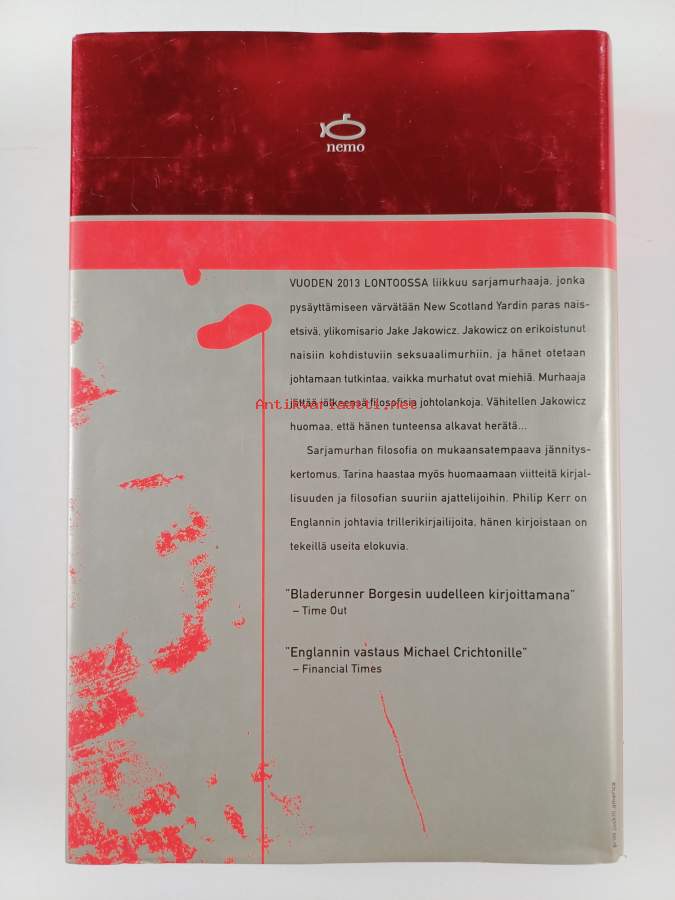 nemo
VUODEN 2013 LONTOOSSA liikkuu sarjamurhaaja, jonka
pysäyttämiseen värvätään New Scotland Yardin paras nais-
etsivä, ylikomisario Jake Jakowicz. Jakowicz on erikoistunut
naisiin kohdistuviin seksuaalimurhiin, ja hänet otetaan
johtamaan tutkintaa, vaikka murhatut ovat miehiä. Murhaaja
jättää jälkeensä filosofisia johtolankoja. Vähitellen Jakowicz
Antikvariaatti.net
huomaa, että hänen tunteensa alkavat herätä...
Sarjamurhan filosofia on mukaansatempaava jännitys-
kertomus. Tarina haastaa myös huomaamaan viitteitä kirjal-
lisuuden ja filosofian suuriin ajattelijoihin. Philip Kerr on
Englannin johtavia trillerikirjailijoita, hänen kirjoistaan on
tekeillä useita elokuvia.
"Bladerunner Borgesin uudelleen kirjoittamana"
– Time Out
"Englannin vastaus Michael Crichtonille"
– Financial Times